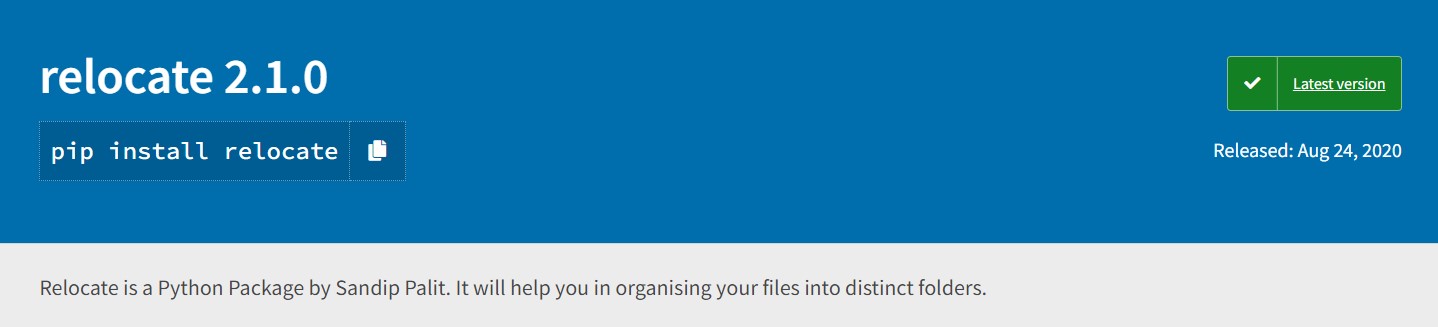 relocate 2.1.0
Latest version
pip install relocate
Released: Aug 24, 2020
Relocate is a Python Package by Sandip Palit. It will help you in organising your files into distinct folders.